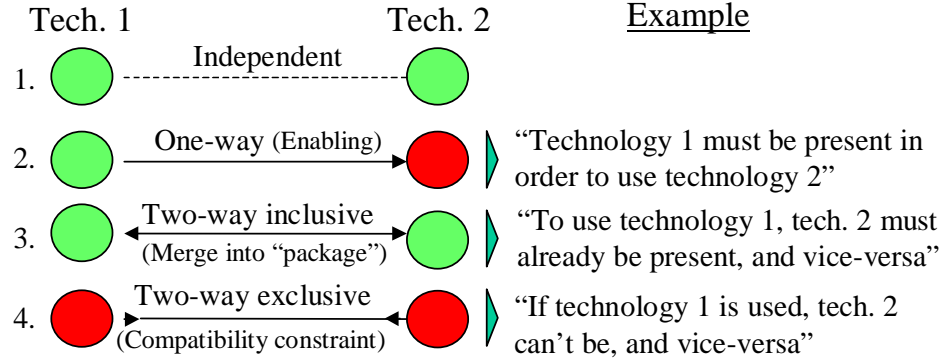 Tech. 1 Tech. 2 Example
1. Independent
2. One-way (Enabling) “Technology 1 must be present in
order to use technology 2”
3. Two-way inclusive “To use technology 1, tech. 2 must
(Merge into “package”) already be present, and vice-versa”
4. Two-way exclusive “If technology 1 is used, tech. 2
(Compatibility constraint) can’t be, and vice-versa”